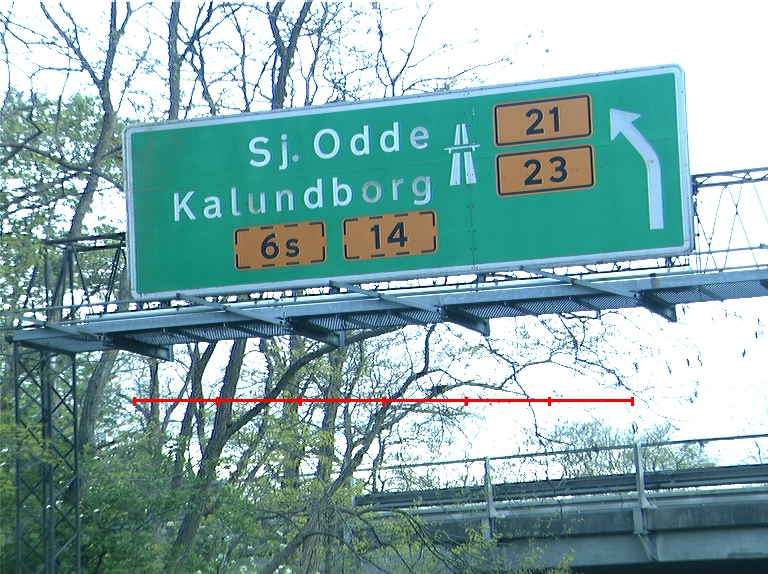 Sj. Odde
Kalundborg
6s 14
21
23